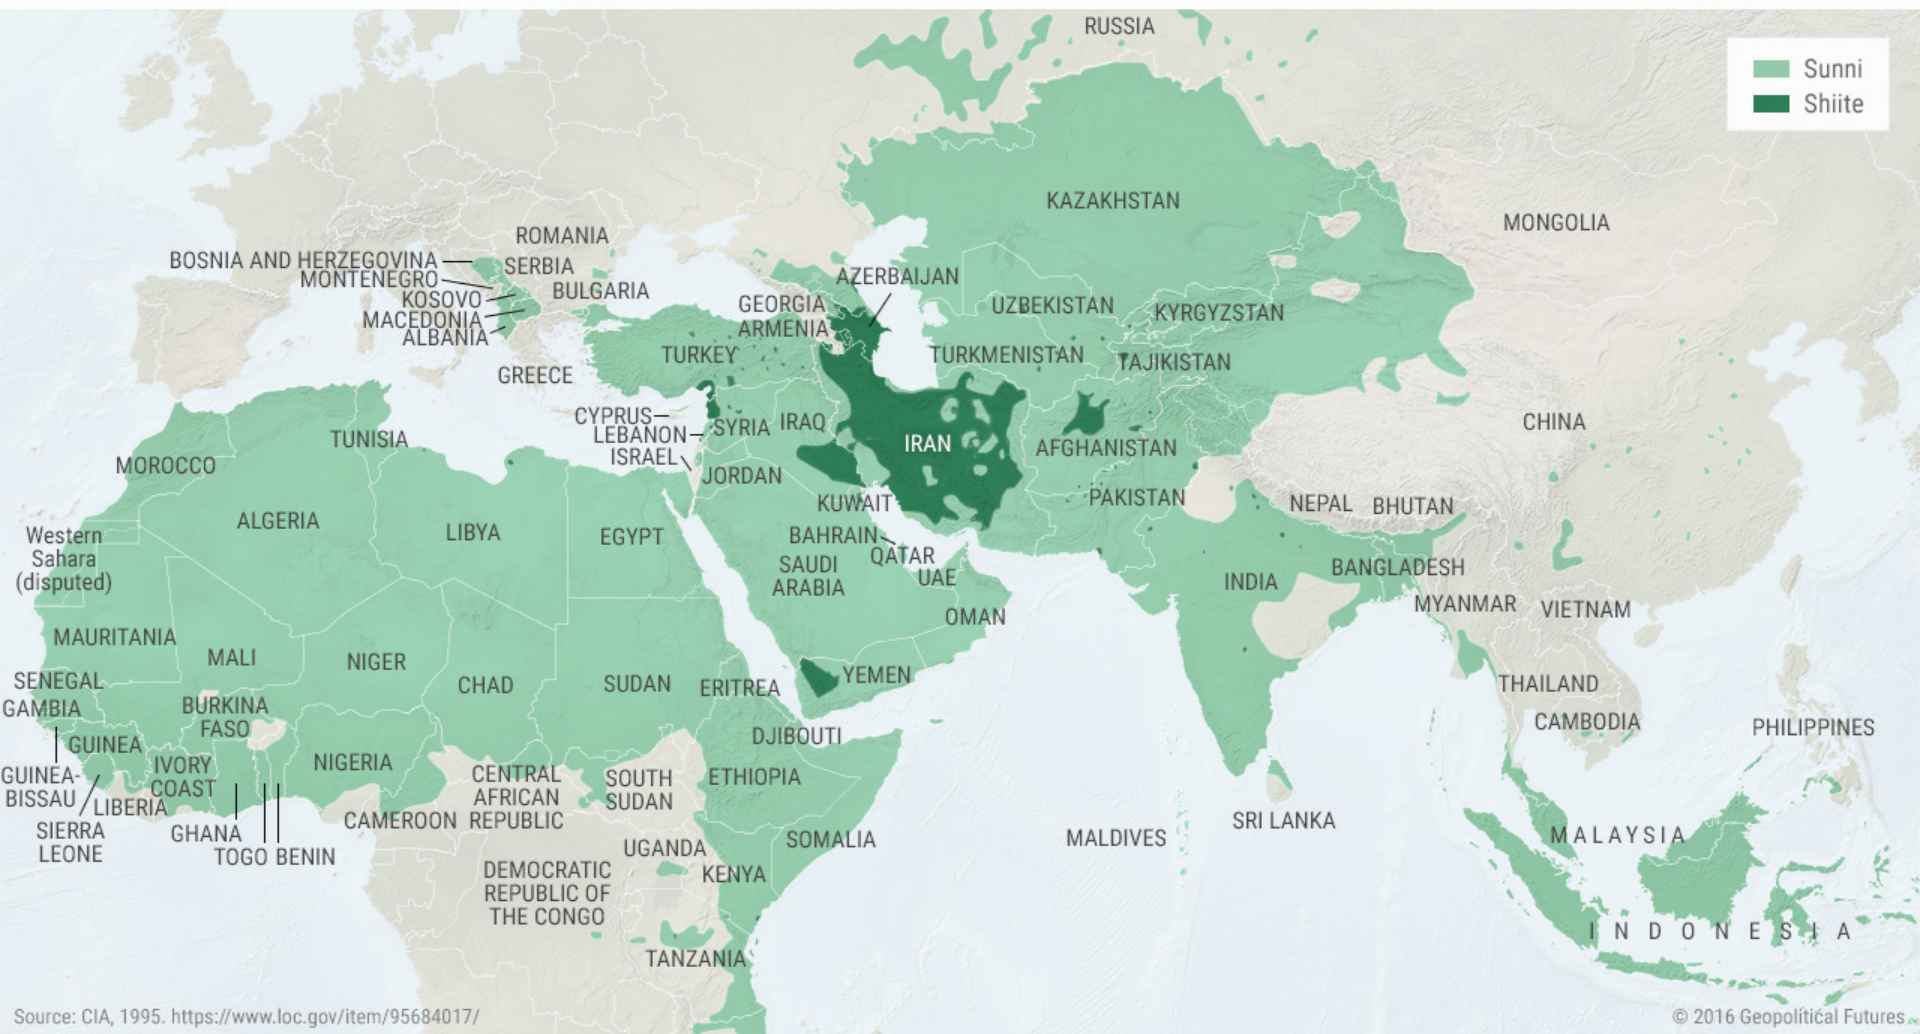 RUSSIA
Sunni
Shiite
KAZAKHSTAN
MONGOLIA
ROMANIA
BOSNIA AND HERZEGOVINA
SERBIA
MONTENEGRO
AZERBAIJAN
BULGARIA
KOSOVO
GEORGIA
UZBEKISTAN
KYRGYZSTAN
MACEDONIA
ARMENIA
ALBANIA
TURKEY
TURKMENISTAN
TAJIKISTAN
GREECE
CYPRUS
SYRIA
IRAQ
CHINA
LEBANON
TUNISIA
IRAN
AFGHANISTAN
ISRAEL
MOROCCO
JORDAN
KUWAIT
PAKISTAN
NEPAL
BHUTAN
ALGERIA
LIBYA
EGYPT
BAHRAIN
Western
Sahara
(disputed)
QATAR
SAUDI
ARABIA
UAE
INDIA
BANGLADESH
MYANMAR
VIETNAM
OMAN
MAURITANIA
MALI
NIGER
CHAD
SUDAN
ERITREA
YEMEN
SENEGAL
THAILAND
GAMBIA
BURKINA
FASO
CAMBODIA
PHILIPPINES
DJIBOUTI
GUINEA
NIGERIA
IVORY
COAST
CENTRAL
AFRICAN
REPUBLIC
SOUTH
SUDAN
ETHIOPIA
GUINEA-
BISSAU
LIBERIA
SIERRA
LEONE
GHANA
CAMEROON
TOGO
BENIN
UGANDA
SOMALIA
MALDIVES
SRI LANKA
MALAYSIA
DEMOCRATIC
REPUBLIC OF
THE CONGO
KENYA
INDONESIA
TANZANIA
Source: CIA, 1995. https://www.loc.gov/item/95684017/
© 2016 Geopolitical Futures